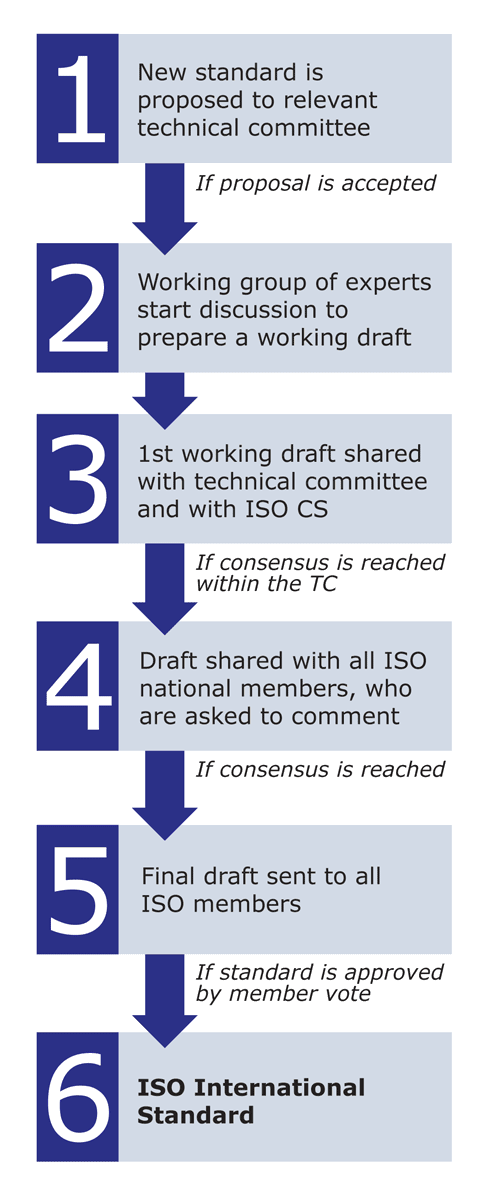 1
New standard is
proposed to relevant
technical committee
If proposal is accepted
2
Working group of experts
start discussion to
prepare a working draft
3
1st working draft shared
with technical committee
and with ISO CS
If consensus is reached
within the TC
4
Draft shared with all ISO
national members, who
are asked to comment
If consensus is reached
5
Final draft sent to all
ISO members
If standard is approved
by member vote
6
ISO International
Standard